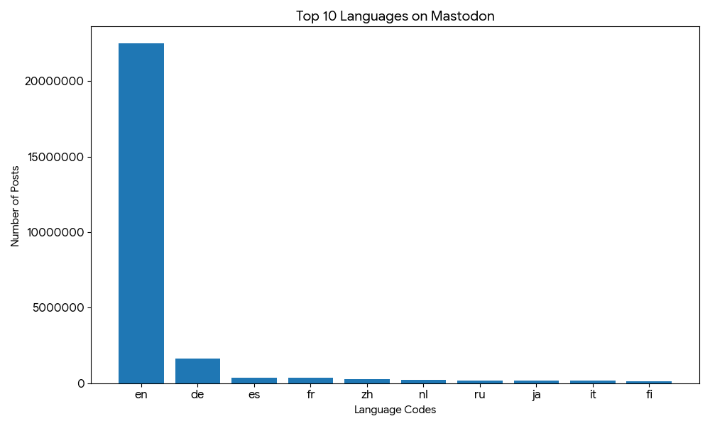 Top 10 Languages on Mastodon
Number of Posts
20000000
15000000
10000000
5000000
0
en de es fr zh nl ru ja it fi
Language Codes